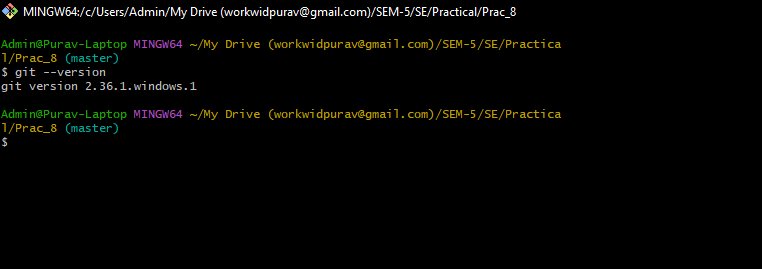 MINGW64:/c/Users/Admin/My Drive (workwidpurav@gmail.com)/SEM-5/SE/Practical/Prac_8
Admin@Purav-Laptop MINGW64 ~/My Drive (workwidpurav@gmail.com)/SEM-5/SE/Practica
l/Prac_8 (master)
$ git --version
git version 2.36.1.windows.1
Admin@Purav-Laptop MINGW64 ~/My Drive (workwidpurav@gmail.com)/SEM-5/SE/Practica
l/Prac_8 (master)
$